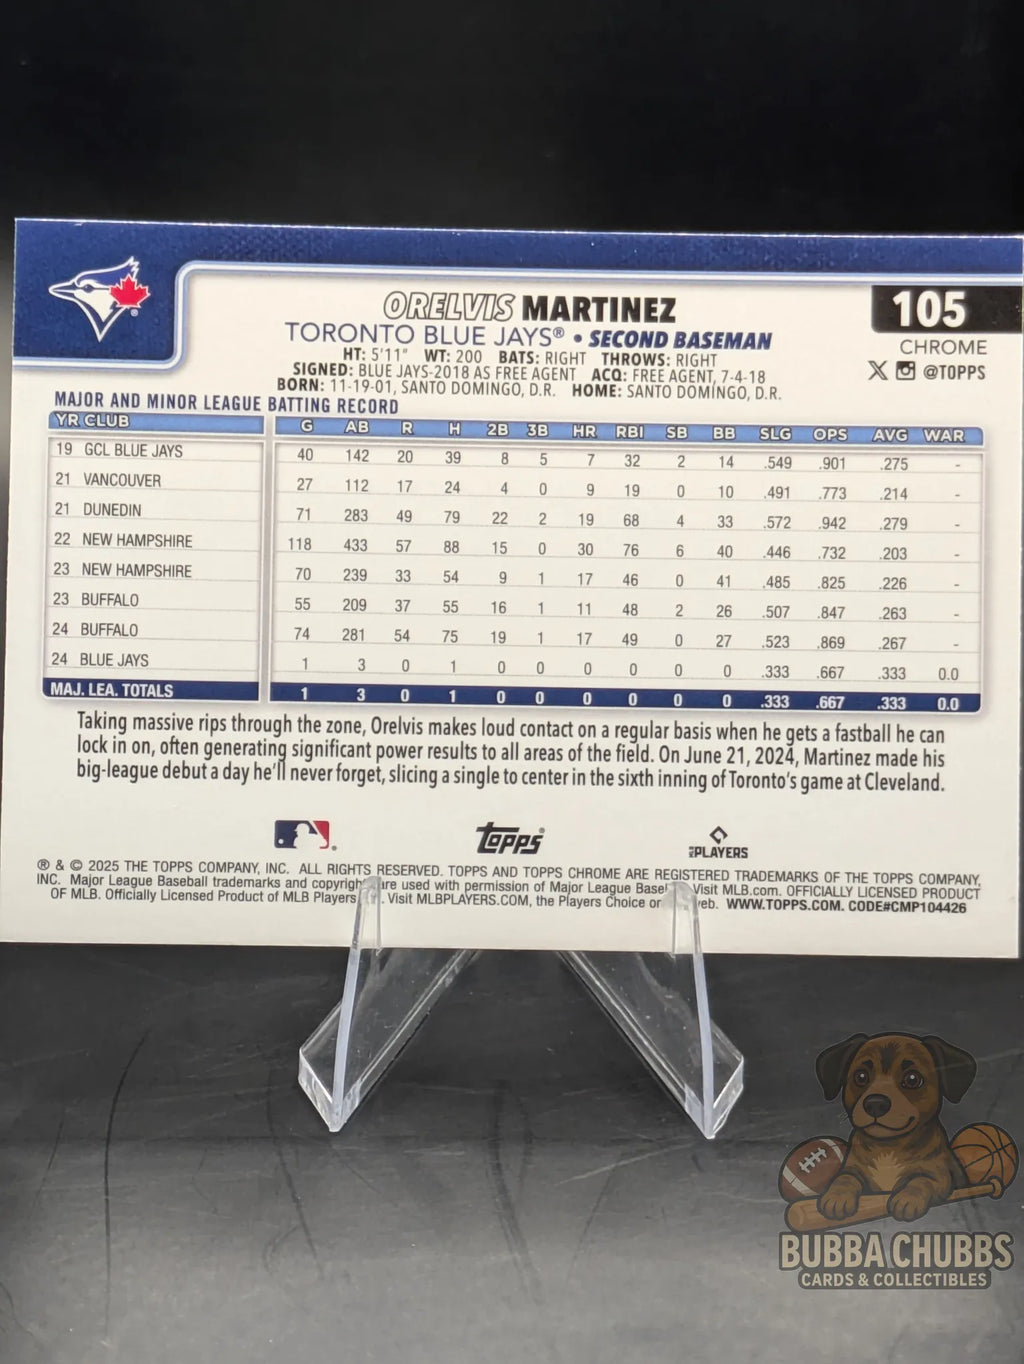 ORELVIS MARTINEZ
105
TORONTO BLUE JAYS® • SECOND BASEMAN
CHROME
HT: 5'11" WT: 200 BATS: RIGHT THROWS: RIGHT
SIGNED: BLUE JAYS-2018 AS FREE AGENT ACQ: FREE AGENT, 7-4-18
@TOPPS
BORN: 11-19-01, SANTO DOMINGO, D.R. HOME: SANTO DOMINGO, D.R.
MAJOR AND MINOR LEAGUE BATTING RECORD
YR CLUB G AB R H 2B 3B HR RBI SB BB SLG OPS AVG WAR
19 GCL BLUE JAYS 40 142 20 39 8 5 7 32 2 14 .549 .901 .275 -
21 VANCOUVER 27 112 17 24 4 0 9 19 0 10 .491 .773 .214 -
21 DUNEDIN 71 283 49 79 22 2 19 68 4 33 .572 .942 .279 -
22 NEW HAMPSHIRE 118 433 57 88 15 0 30 76 6 40 .446 .732 .203 -
23 NEW HAMPSHIRE 70 239 33 54 9 1 17 46 0 41 .485 .825 .226 -
23 BUFFALO 55 209 37 55 16 1 11 48 2 26 .507 .847 .263 -
24 BUFFALO 74 281 54 75 19 1 17 49 0 27 .523 .869 .267 -
24 BLUE JAYS 1 3 0 1 0 0 0 0 0 0 .333 .667 .333 0.0
MAJ. LEA. TOTALS 1 3 0 1 0 0 0 0 0 0 .333 .667 .333 0.0
Taking massive rips through the zone, Orelvis makes loud contact on a regular basis when he gets a fastball he can
lock in on, often generating significant power results to all areas of the field. On June 21, 2024, Martinez made his
big-league debut a day he'll never forget, slicing a single to center in the sixth inning of Toronto's game at Cleveland.
topps®
PLAYERS
® & © 2025 THE TOPPS COMPANY, INC. ALL RIGHTS RESERVED. TOPPS AND TOPPS CHROME ARE REGISTERED TRADEMARKS OF THE TOPPS COMPANY,
INC. Major League Baseball trademarks and copyrigh are used with permission of Major League Base Visit MLB.com. OFFICIALLY LICENSED PRODUCT
OF MLB. Officially Licensed Product of MLB Players Visit MLBPLAYERS.COM, the Players Choice on web. WWW.TOPPS.COM. CODE#CMP104426
BUBBA CHUBBS
CARDS & COLLECTIBLES